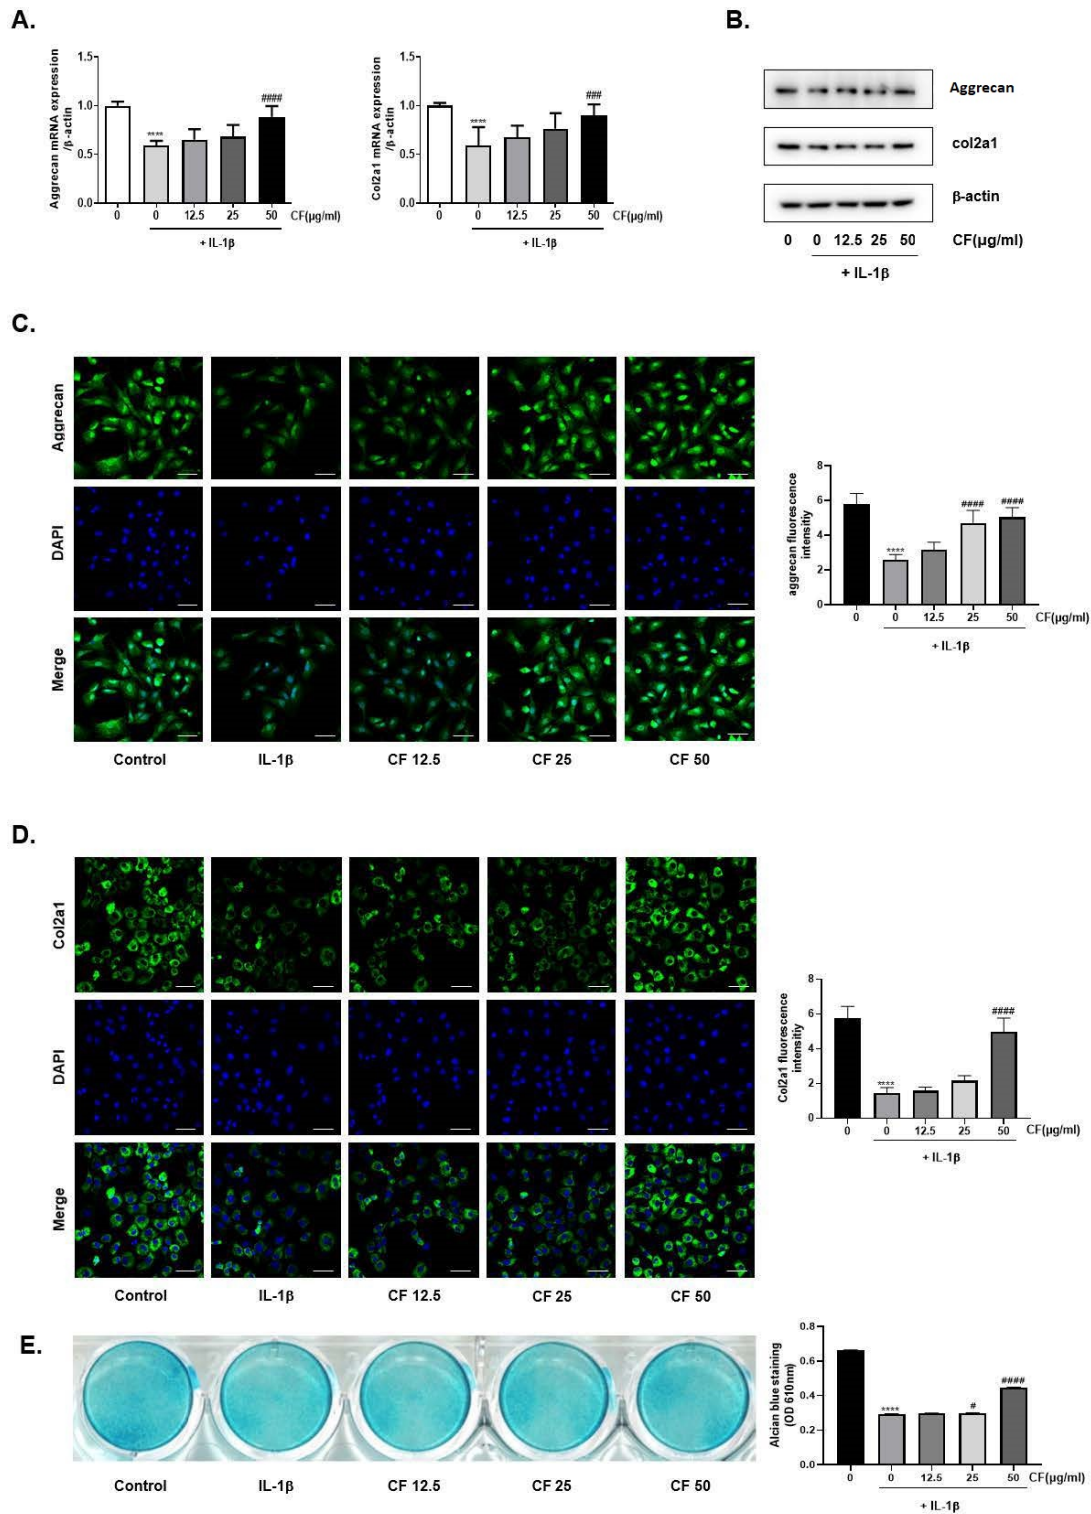 A.
Aggrecan mRNA expression
/β-actin
1.5
1.0
0.5
0.0
****
####
0 0 12.5 25 50 CF(μg/ml)
+ IL-1β
Col2a1 mRNA expression
/β-actin
1.5
1.0
0.5
0.0
****
###
0 0 12.5 25 50 CF(μg/ml)
+ IL-1β
B.
Aggrecan
col2a1
β-actin
0 0 12.5 25 50 CF(μg/ml)
+ IL-1β
C.
Aggrecan
DAPI
Merge
Control IL-1β CF 12.5 CF 25 CF 50
aggrecan fluorescence
intensitiy
8
6
4
2
0
****
####
####
0 0 12.5 25 50 CF(μg/ml)
+ IL-1β
D.
Col2a1
DAPI
Merge
Control IL-1β CF 12.5 CF 25 CF 50
Col2a1 fluorescence
intensitiy
8
6
4
2
0
****
####
0 0 12.5 25 50 CF(μg/ml)
+ IL-1β
E.
Control IL-1β CF 12.5 CF 25 CF 50
Alcian blue staining
(OD 610nm)
0.8
0.6
0.4
0.2
0.0
****
#
####
0 0 12.5 25 50 CF(μg/ml)
+ IL-1β